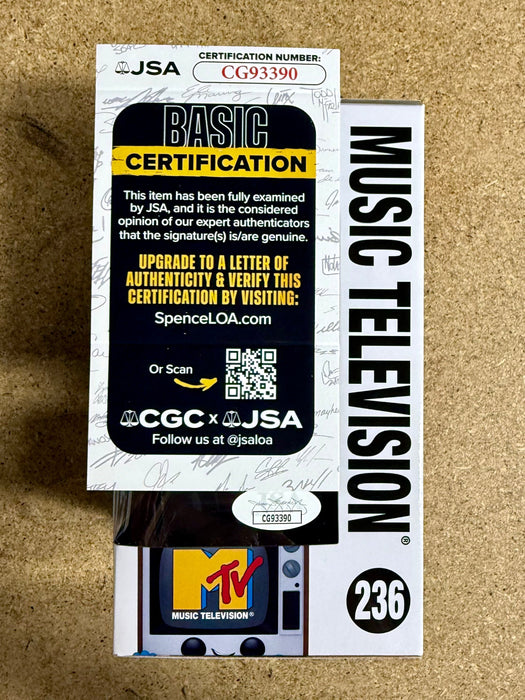 JSA
CERTIFICATION NUMBER:
CG93390
BASIC
CERTIFICATION
This item has been fully examined
by JSA, and it is the considered
opinion of our expert authenticators
that the signature(s) is/are genuine.
UPGRADE TO A LETTER OF
AUTHENTICITY & VERIFY THIS
CERTIFICATION BY VISITING:
SpenceLOA.com
Or Scan
CGC x JSA
Follow us at @jsaloa
CG93390
MUSIC TELEVISION®
MTV
MUSIC TELEVISION®
236